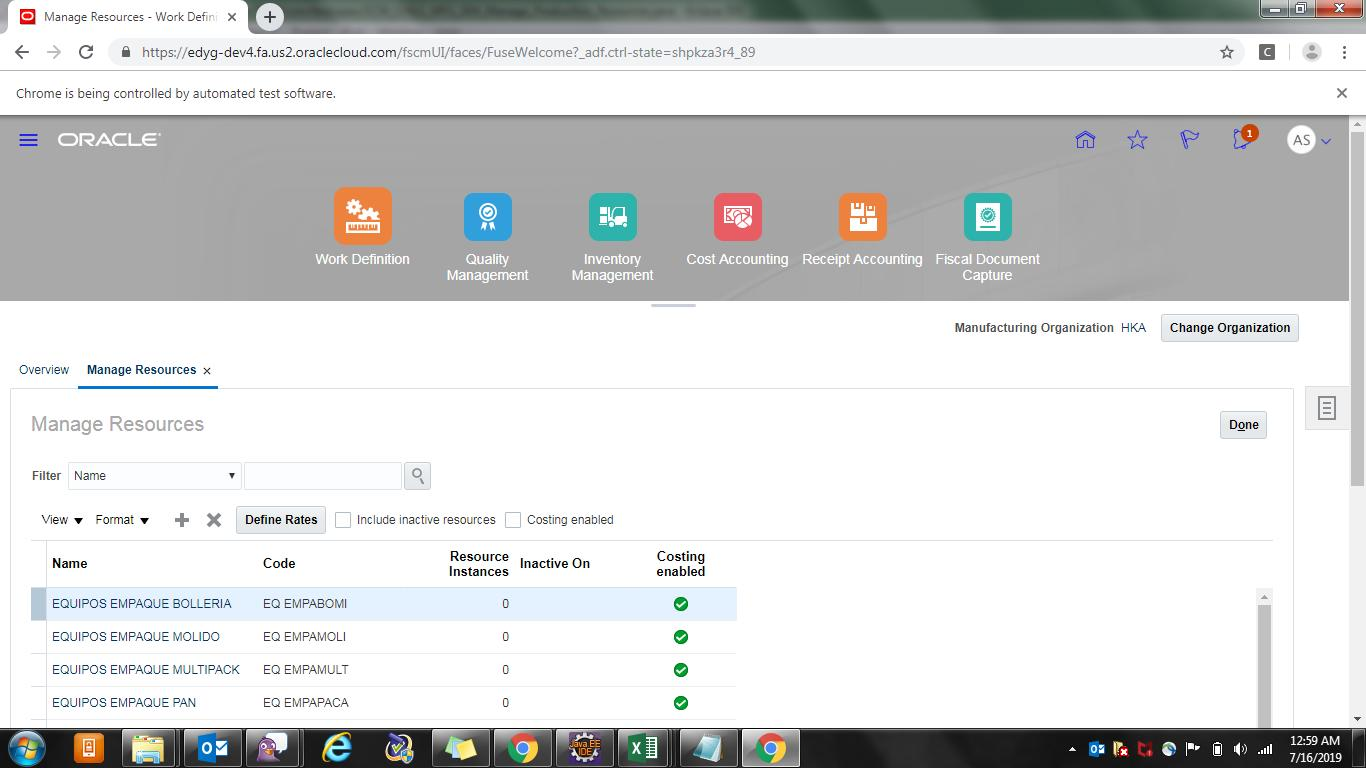 Manage Resources - Work Defini
https://edyg-dev4.fa.us2.oraclecloud.com/fscmUI/faces/FuseWelcome?_adf.ctrl-state=shpkza3r4_89
C
Chrome is being controlled by automated test software.
ORACLE
1
AS
Work Definition
Quality Management
Inventory Management
Cost Accounting
Receipt Accounting
Fiscal Document Capture
Manufacturing Organization HKA Change Organization
Overview Manage Resources
Manage Resources
Done
Filter Name
View Format Define Rates Include inactive resources Costing enabled
Name Code Resource Instances Inactive On Costing enabled
EQUIPOS EMPAQUE BOLLERIA EQ EMPABOMI 0
EQUIPOS EMPAQUE MOLIDO EQ EMPAMOLI 0
EQUIPOS EMPAQUE MULTIPACK EQ EMPAMULT 0
EQUIPOS EMPAQUE PAN EQ EMPAPACA 0
Java EE
IDE
12:59 AM
7/16/2019